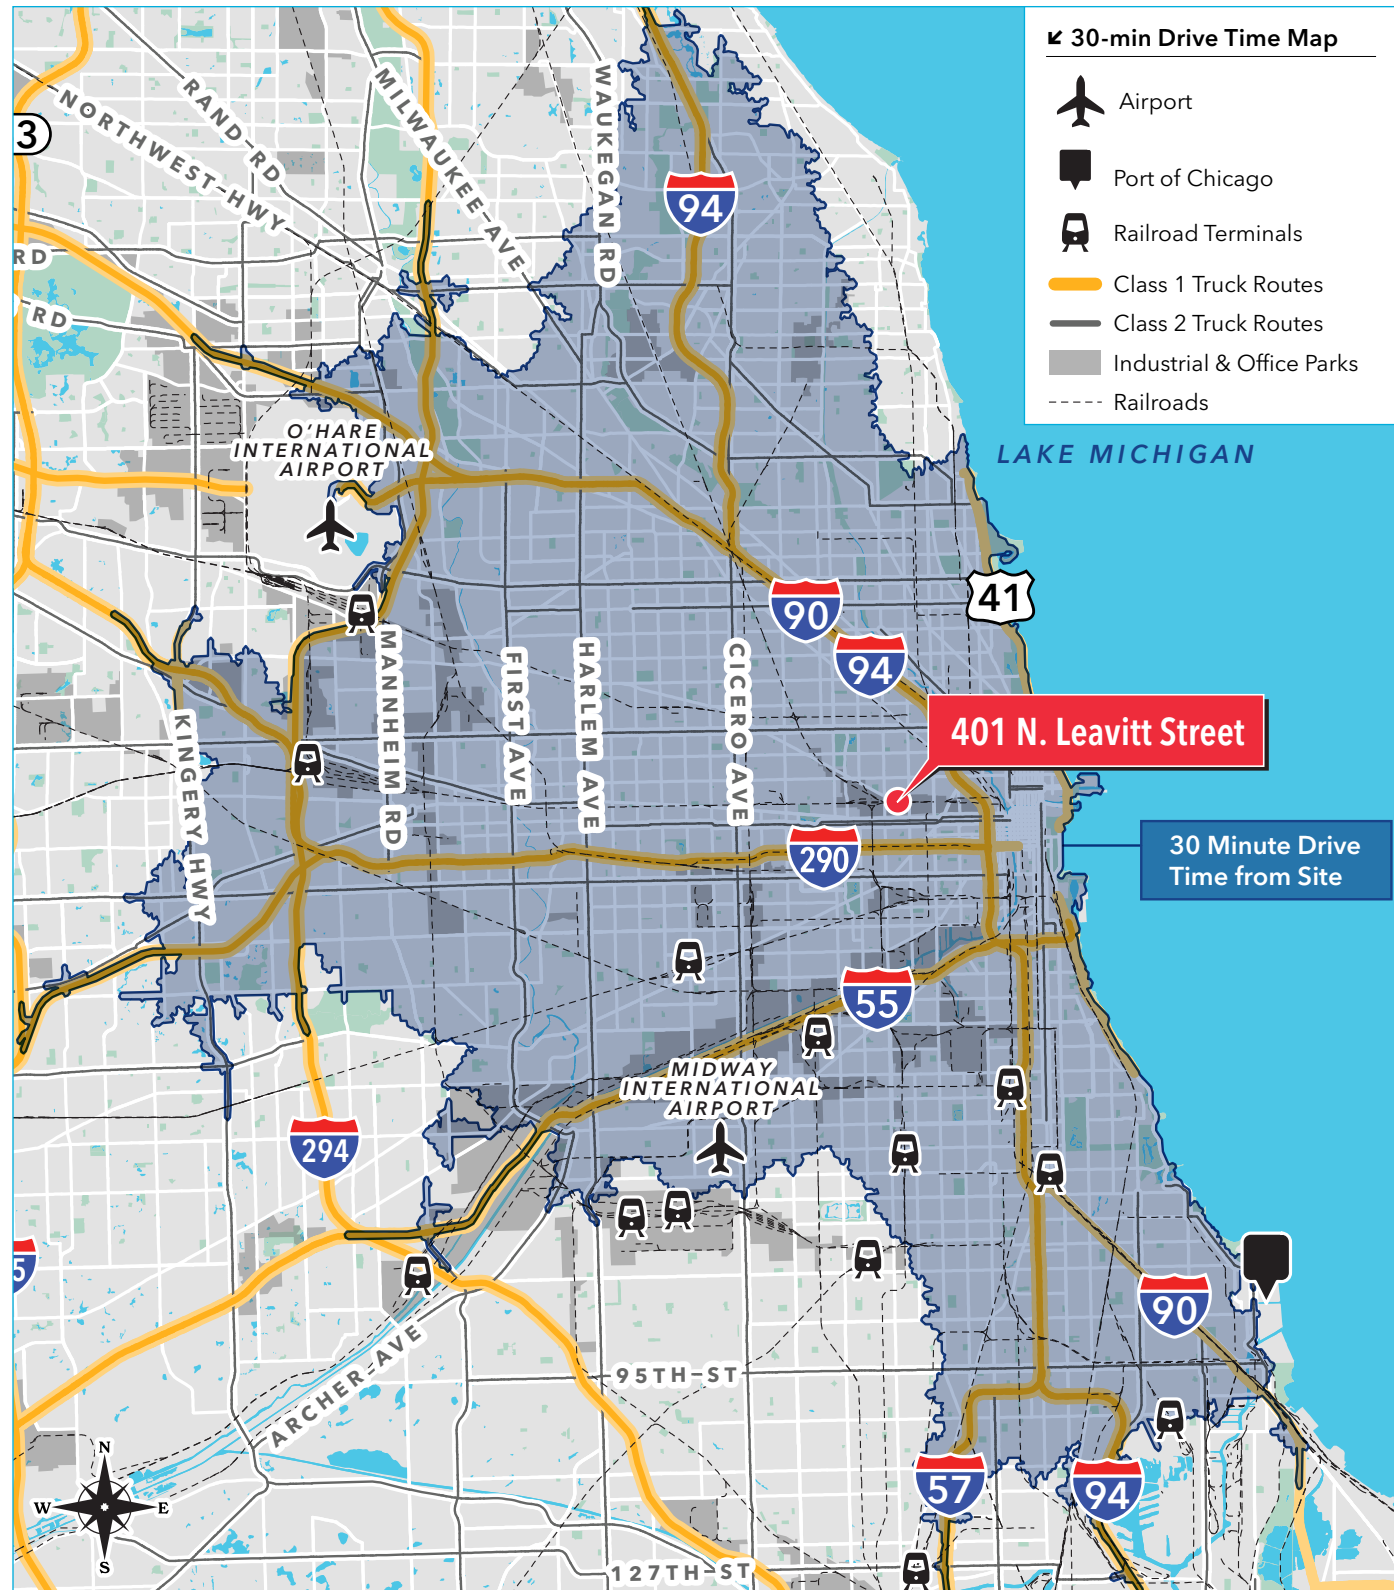 30-min Drive Time Map
Airport
Port of Chicago
Railroad Terminals
Class 1 Truck Routes
Class 2 Truck Routes
Industrial & Office Parks
Railroads
RAND RD
NORTHWEST HWY
MILWAUKEE AVE
WAUKEGAN RD
3
94
RD
RD
O'HARE
INTERNATIONAL
AIRPORT
LAKE MICHIGAN
41
90
94
MANNHEIM RD
FIRST AVE
HARLEM AVE
CICERO AVE
KINGERY HWY
401 N. Leavitt Street
290
30 Minute Drive
Time from Site
55
MIDWAY
INTERNATIONAL
AIRPORT
294
5
90
ARCHER AVE
95TH ST
57
94
127TH ST
N
W
E
S